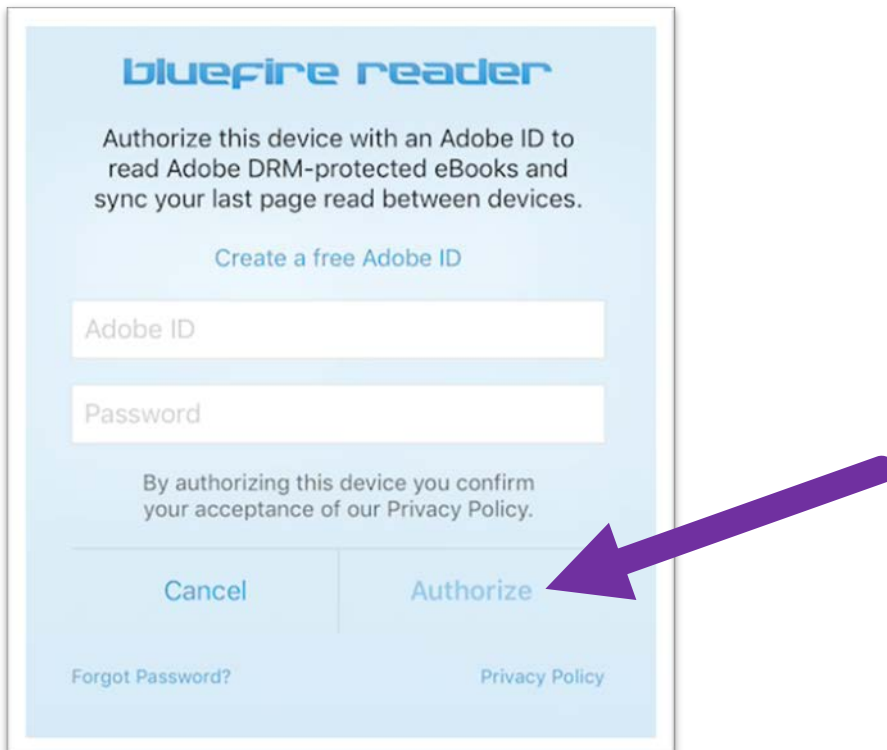 bluefire reader
Authorize this device with an Adobe ID to
read Adobe DRM-protected eBooks and
sync your last page read between devices.
Create a free Adobe ID
Adobe ID
Password
By authorizing this device you confirm
your acceptance of our Privacy Policy.
Cancel Authorize
Forgot Password? Privacy Policy